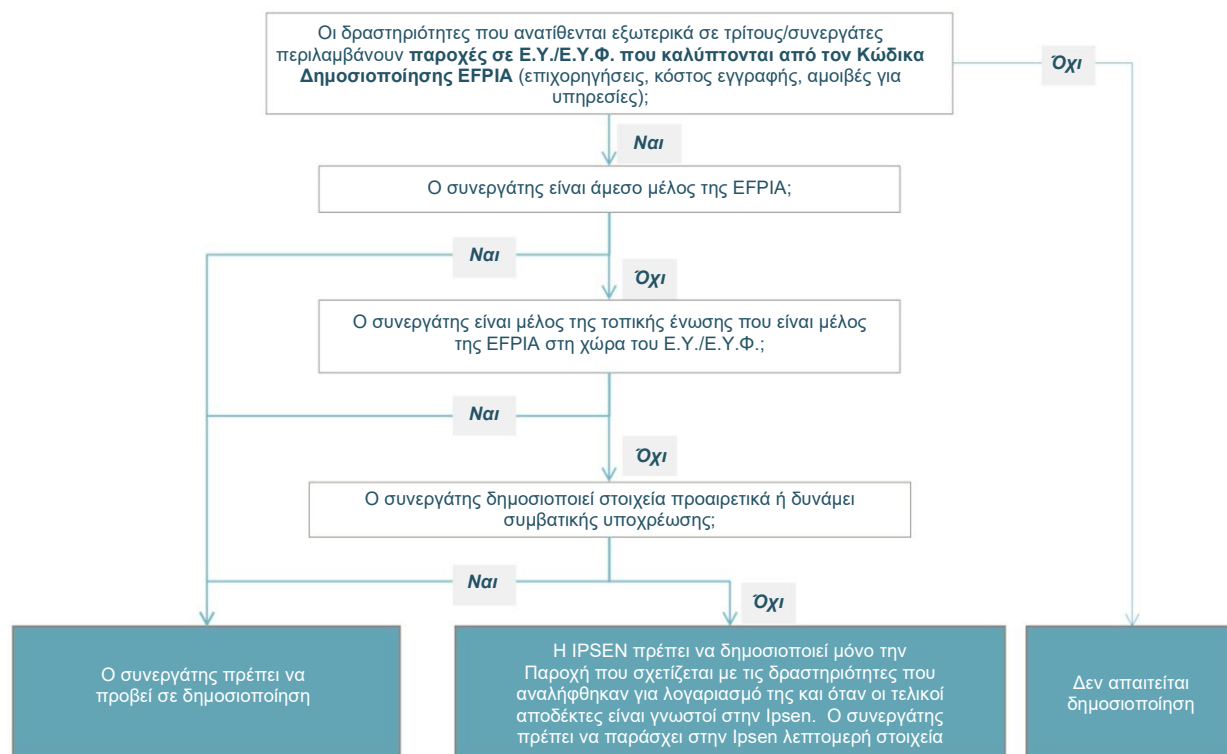 Οι δραστηριότητες που ανατίθενται εξωτερικά σε τρίτους/συνεργάτες
περιλαμβάνουν παροχές σε Ε.Υ./Ε.Υ.Φ. που καλύπτονται από τον Κώδικα
Δημοσιοποίησης EFPIA (επιχορηγήσεις, κόστος εγγραφής, αμοιβές για
υπηρεσίες);
Όχι
Ναι
Ο συνεργάτης είναι άμεσο μέλος της EFPIA;
Ναι
Όχι
Ο συνεργάτης είναι μέλος της τοπικής ένωσης που είναι μέλος
της EFPIA στη χώρα του Ε.Υ./Ε.Υ.Φ.;
Ναι
Όχι
Ο συνεργάτης δημοσιοποιεί στοιχεία προαιρετικά ή δυνάμει
συμβατικής υποχρέωσης;
Ναι
Όχι
Ο συνεργάτης πρέπει να
προβεί σε δημοσιοποίηση
Η IPSEN πρέπει να δημοσιοποιεί μόνο την
Παροχή που σχετίζεται με τις δραστηριότητες που
αναλήφθηκαν για λογαριασμό της και όταν οι τελικοί
αποδέκτες είναι γνωστοί στην Ipsen. Ο συνεργάτης
πρέπει να παράσχει στην Ipsen λεπτομερή στοιχεία
Δεν απαιτείται
δημοσιοποίηση